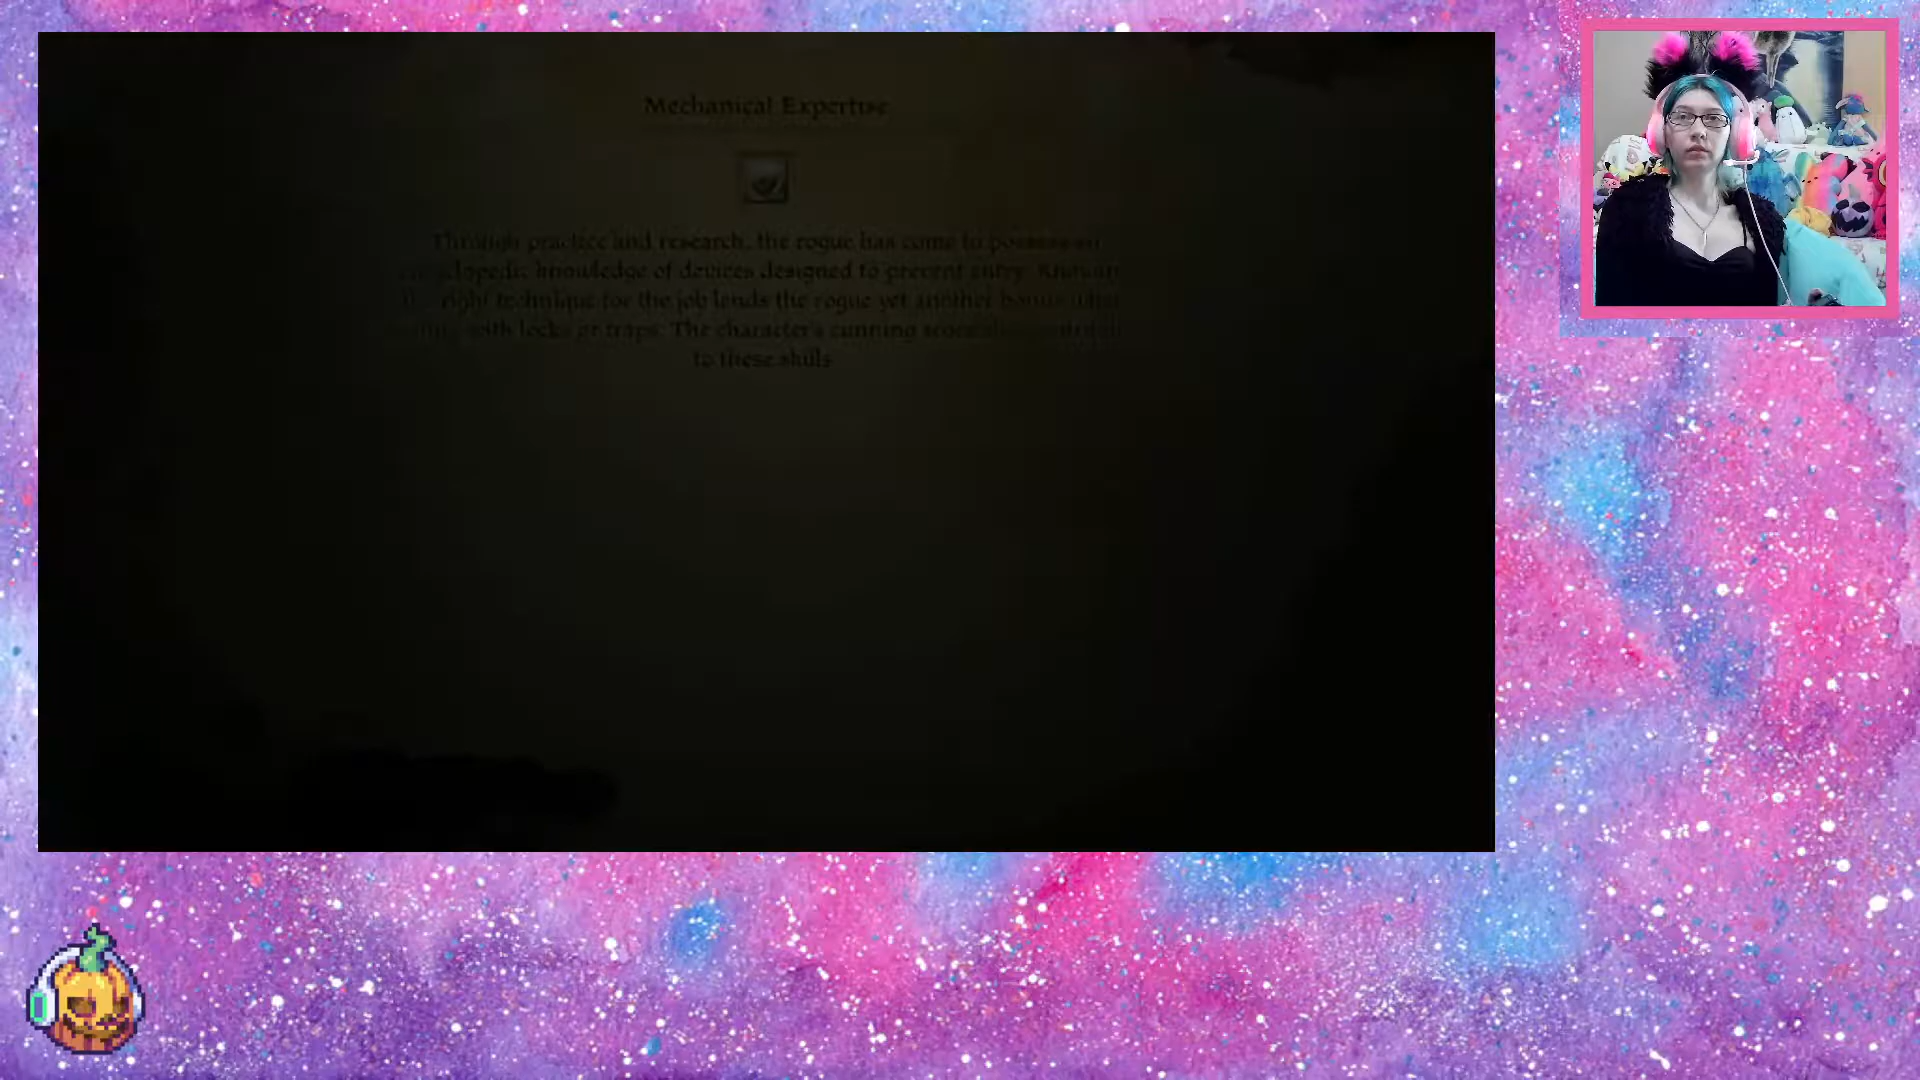 Mechanical Expertise
Through practice and research, the rogue has come to possess an
encyclopedic knowledge of devices designed to prevent entry. Knowing
the right technique for the job lends the rogue yet another bonus when
with locks or traps. The character's cunning score
to these skills